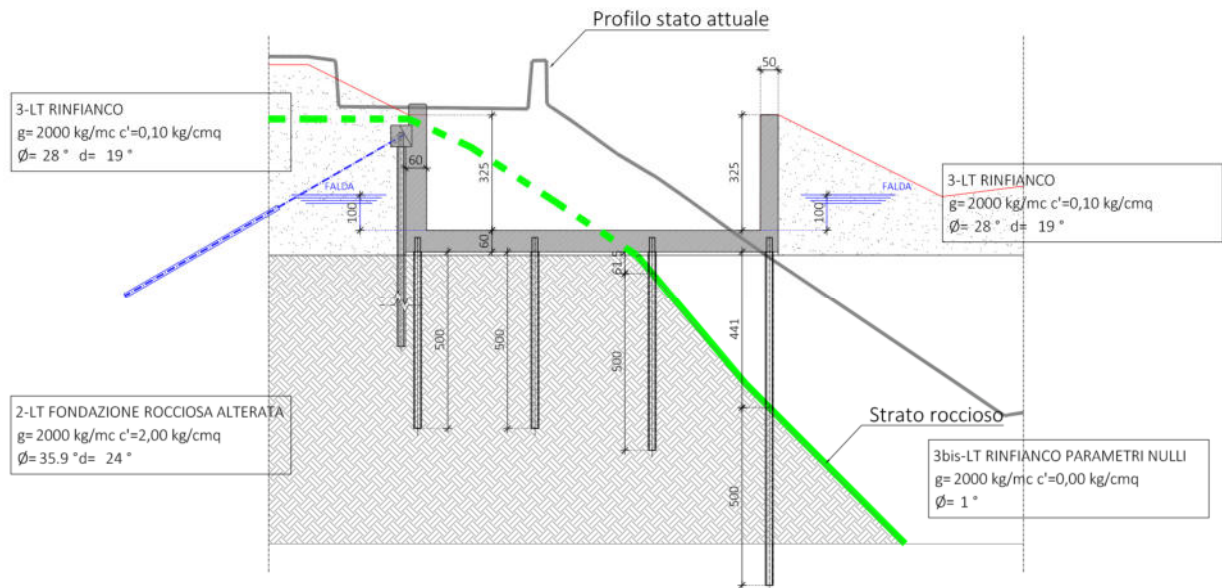 Profilo stato attuale
50
3-LT RINFIANCO
g= 2000 kg/mc c'=0,10 kg/cmq
Ø= 28 ° d= 19 °
60
325
325
3-LT RINFIANCO
g= 2000 kg/mc c'=0,10 kg/cmq
Ø= 28 ° d= 19 °
FALDA
100
FALDA
100
60
61.5
500
500
500
441
2-LT FONDAZIONE ROCCIOSA ALTERATA
g= 2000 kg/mc c'=2,00 kg/cmq
Ø= 35.9 ° d= 24 °
Strato roccioso
3bis-LT RINFIANCO PARAMETRI NULLI
g= 2000 kg/mc c'=0,00 kg/cmq
Ø= 1 °
500